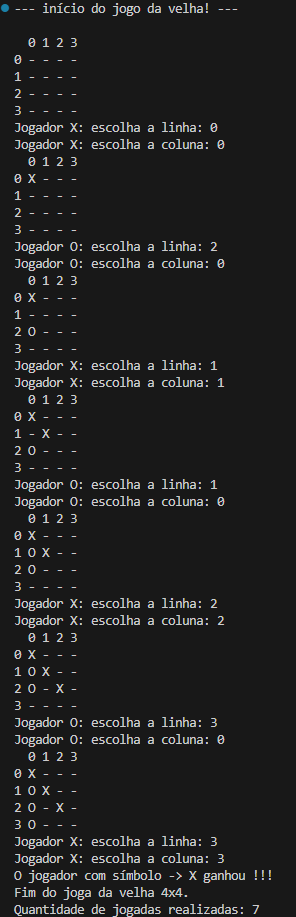 --- início do jogo da velha! ---
  0 1 2 3
0 - - - -
1 - - - -
2 - - - -
3 - - - -
Jogador X: escolha a linha: 0
Jogador X: escolha a coluna: 0
  0 1 2 3
0 X - - -
1 - - - -
2 - - - -
3 - - - -
Jogador O: escolha a linha: 2
Jogador O: escolha a coluna: 0
  0 1 2 3
0 X - - -
1 - - - -
2 O - - -
3 - - - -
Jogador X: escolha a linha: 1
Jogador X: escolha a coluna: 1
  0 1 2 3
0 X - - -
1 - X - -
2 O - - -
3 - - - -
Jogador O: escolha a linha: 1
Jogador O: escolha a coluna: 0
  0 1 2 3
0 X - - -
1 O X - -
2 O - - -
3 - - - -
Jogador X: escolha a linha: 2
Jogador X: escolha a coluna: 2
  0 1 2 3
0 X - - -
1 O X - -
2 O - X -
3 - - - -
Jogador O: escolha a linha: 3
Jogador O: escolha a coluna: 0
  0 1 2 3
0 X - - -
1 O X - -
2 O - X -
3 O - - -
Jogador X: escolha a linha: 3
Jogador X: escolha a coluna: 3
O jogador com símbolo -> X ganhou !!!
Fim do joga da velha 4x4.
Quantidade de jogadas realizadas: 7